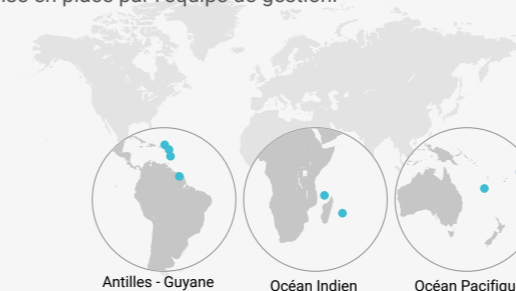 en place par l'équipe de gestion.
Antilles - Guyane
Océan Indien
Océan Pacifiqu